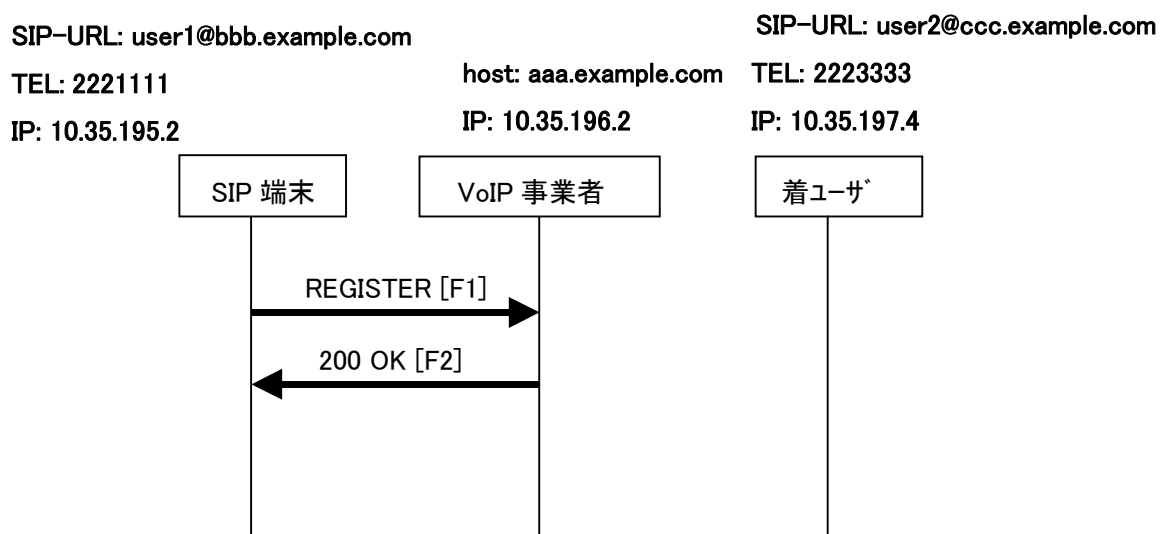 SIP-URL: user1@bbb.example.com
TEL: 2221111
IP: 10.35.195.2
host: aaa.example.com
IP: 10.35.196.2
SIP-URL: user2@ccc.example.com
TEL: 2223333
IP: 10.35.197.4
SIP 端末
VoIP 事業者
着ﾕｰｻﾞ
REGISTER [F1]
200 OK [F2]